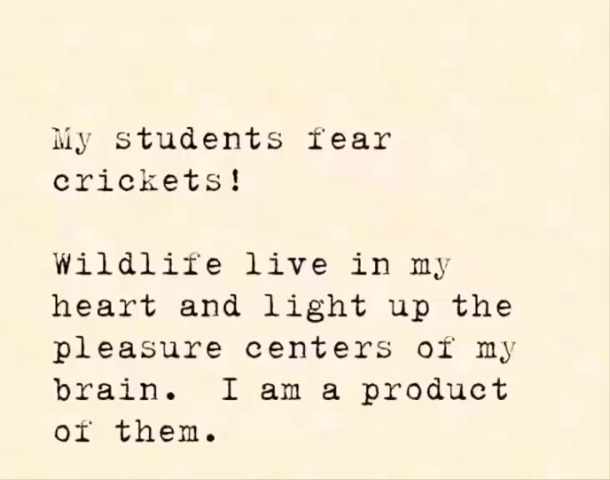 My students fear
crickets!
Wildlife live in my
heart and light up the
pleasure centers of my
brain.  I am a product
of them.